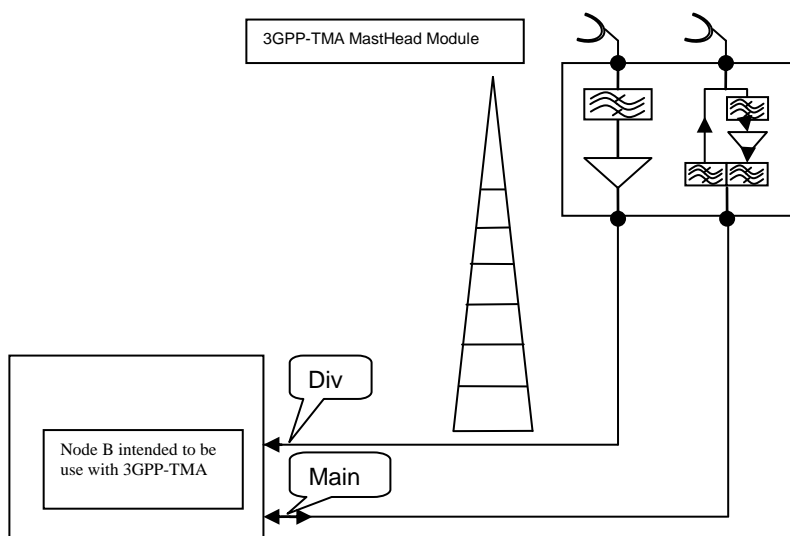 3GPP-TMA MastHead Module
Div
Node B intended to be
use with 3GPP-TMA
Main